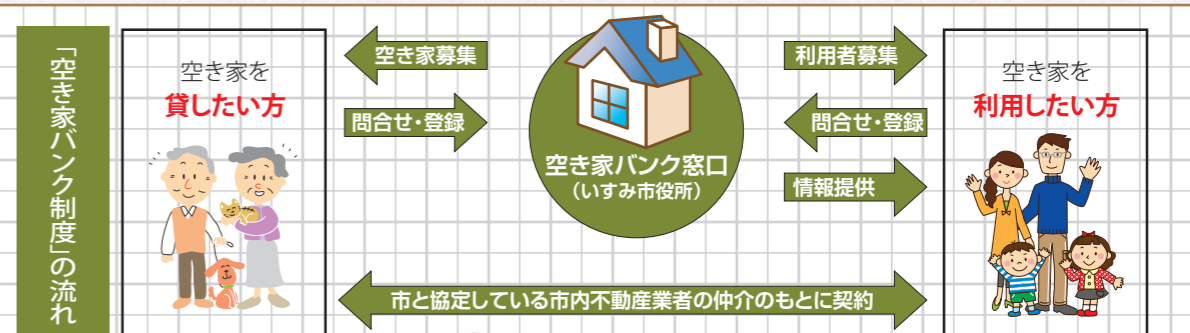 「空き家バンク制度」の流れ
空き家を
貸したい方
空き家募集
問合せ・登録
空き家バンク窓口
（いすみ市役所）
利用者募集
問合せ・登録
情報提供
空き家を
利用したい方
市と協定している市内不動産業者の仲介のもとに契約